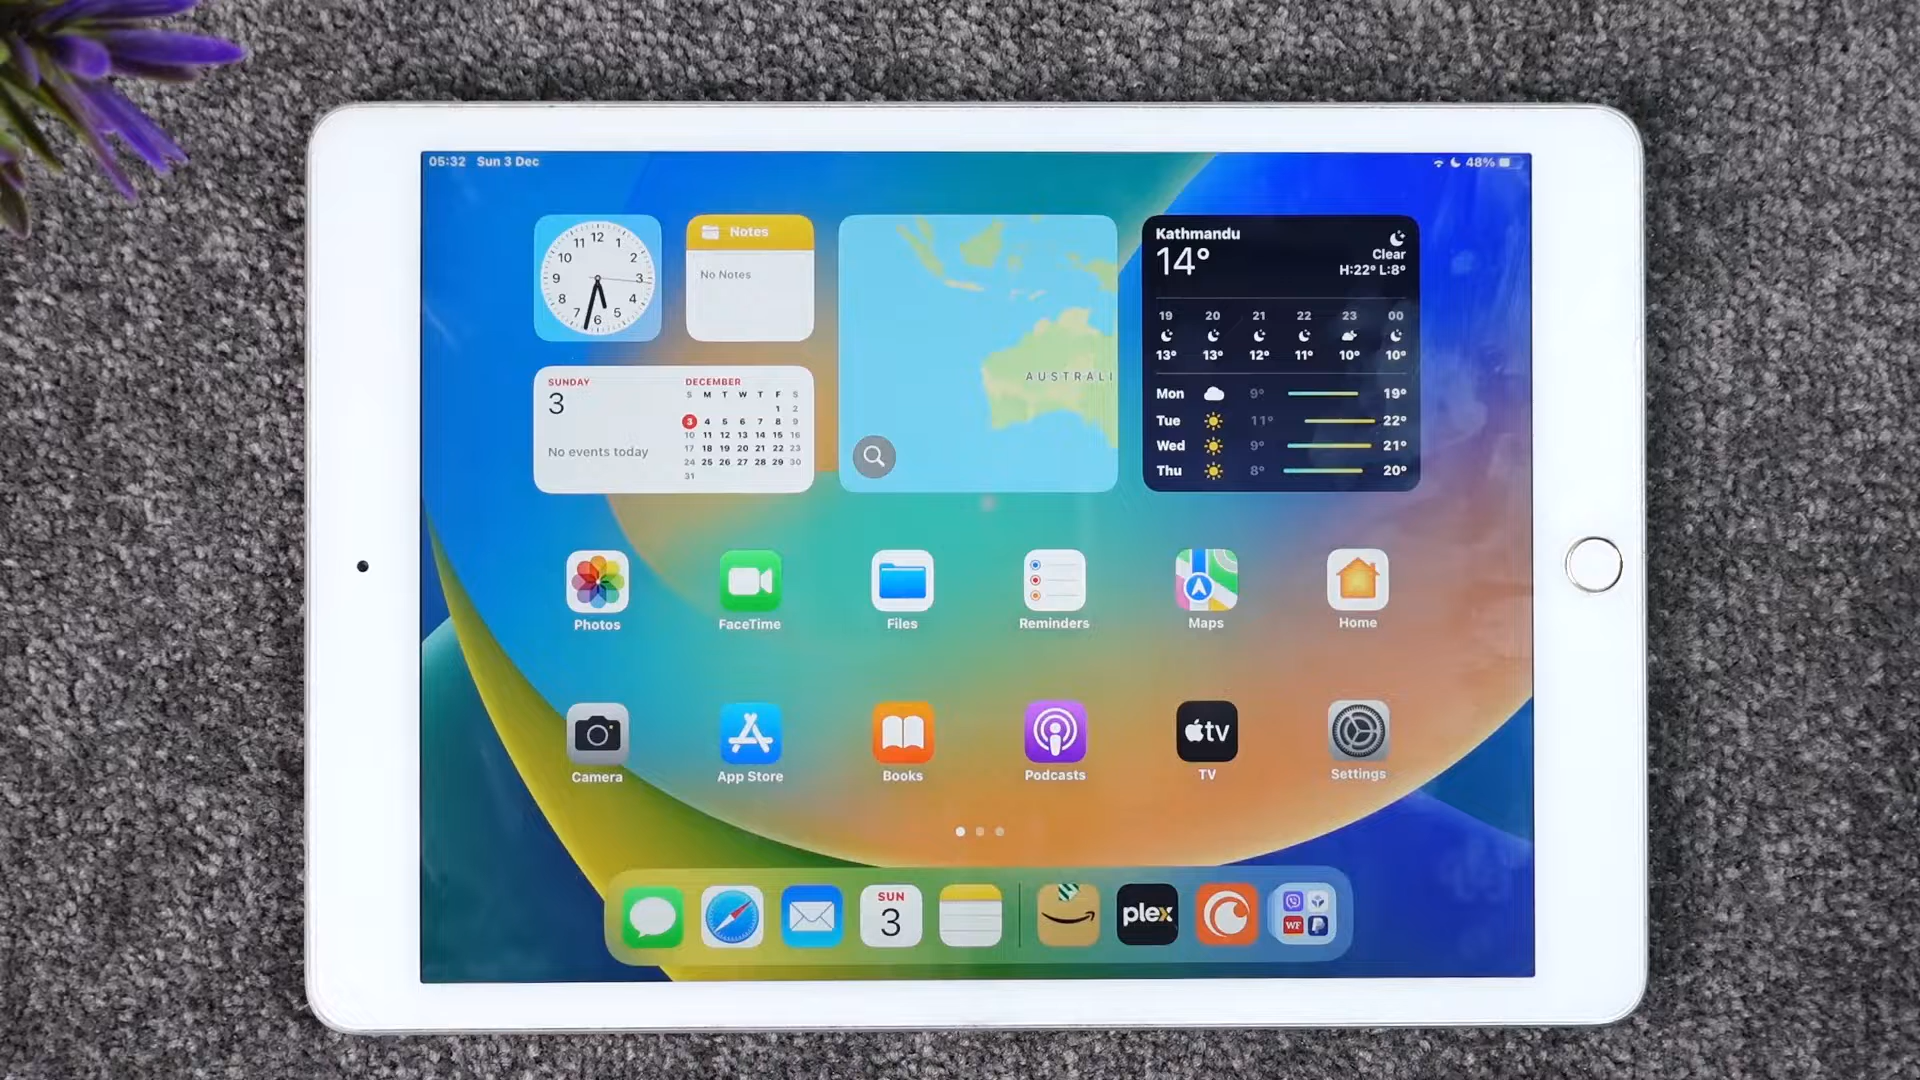 05:32 Sun 3 Dec
48%
12
11 1
10 2
9 3
8 4
7 5
6
Notes
No Notes
SUNDAY
3
No events today
DECEMBER
S M T W T F S
1 2
3 4 5 6 7 8 9
10 11 12 13 14 15 16
17 18 19 20 21 22 23
24 25 26 27 28 29 30
31
AUSTRALI
Kathmandu
14°
Clear
H:22° L:8°
19 20 21 22 23 00
13° 13° 12° 11° 10° 10°
Mon 9° 19°
Tue 11° 22°
Wed 9° 21°
Thu 8° 20°
Photos FaceTime Files Reminders Maps Home
tv
Camera App Store Books Podcasts TV Settings
SUN
3
plex
WF